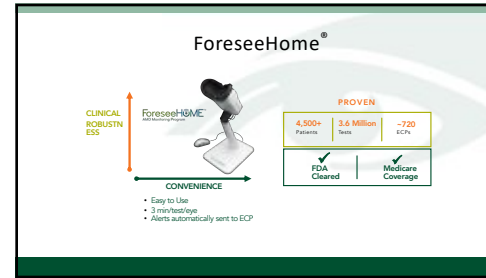 ForeseeHome®
CLINICAL
ROBUSTN
ESS
ForeseeHOME™
AMD Monitoring Program
CONVENIENCE
• Easy to Use
• 3 min/test/eye
• Alerts automatically sent to ECP
PROVEN
4,500+ 3.6 Million ~720
Patients Tests ECPs
✓ ✓
FDA Medicare
Cleared Coverage